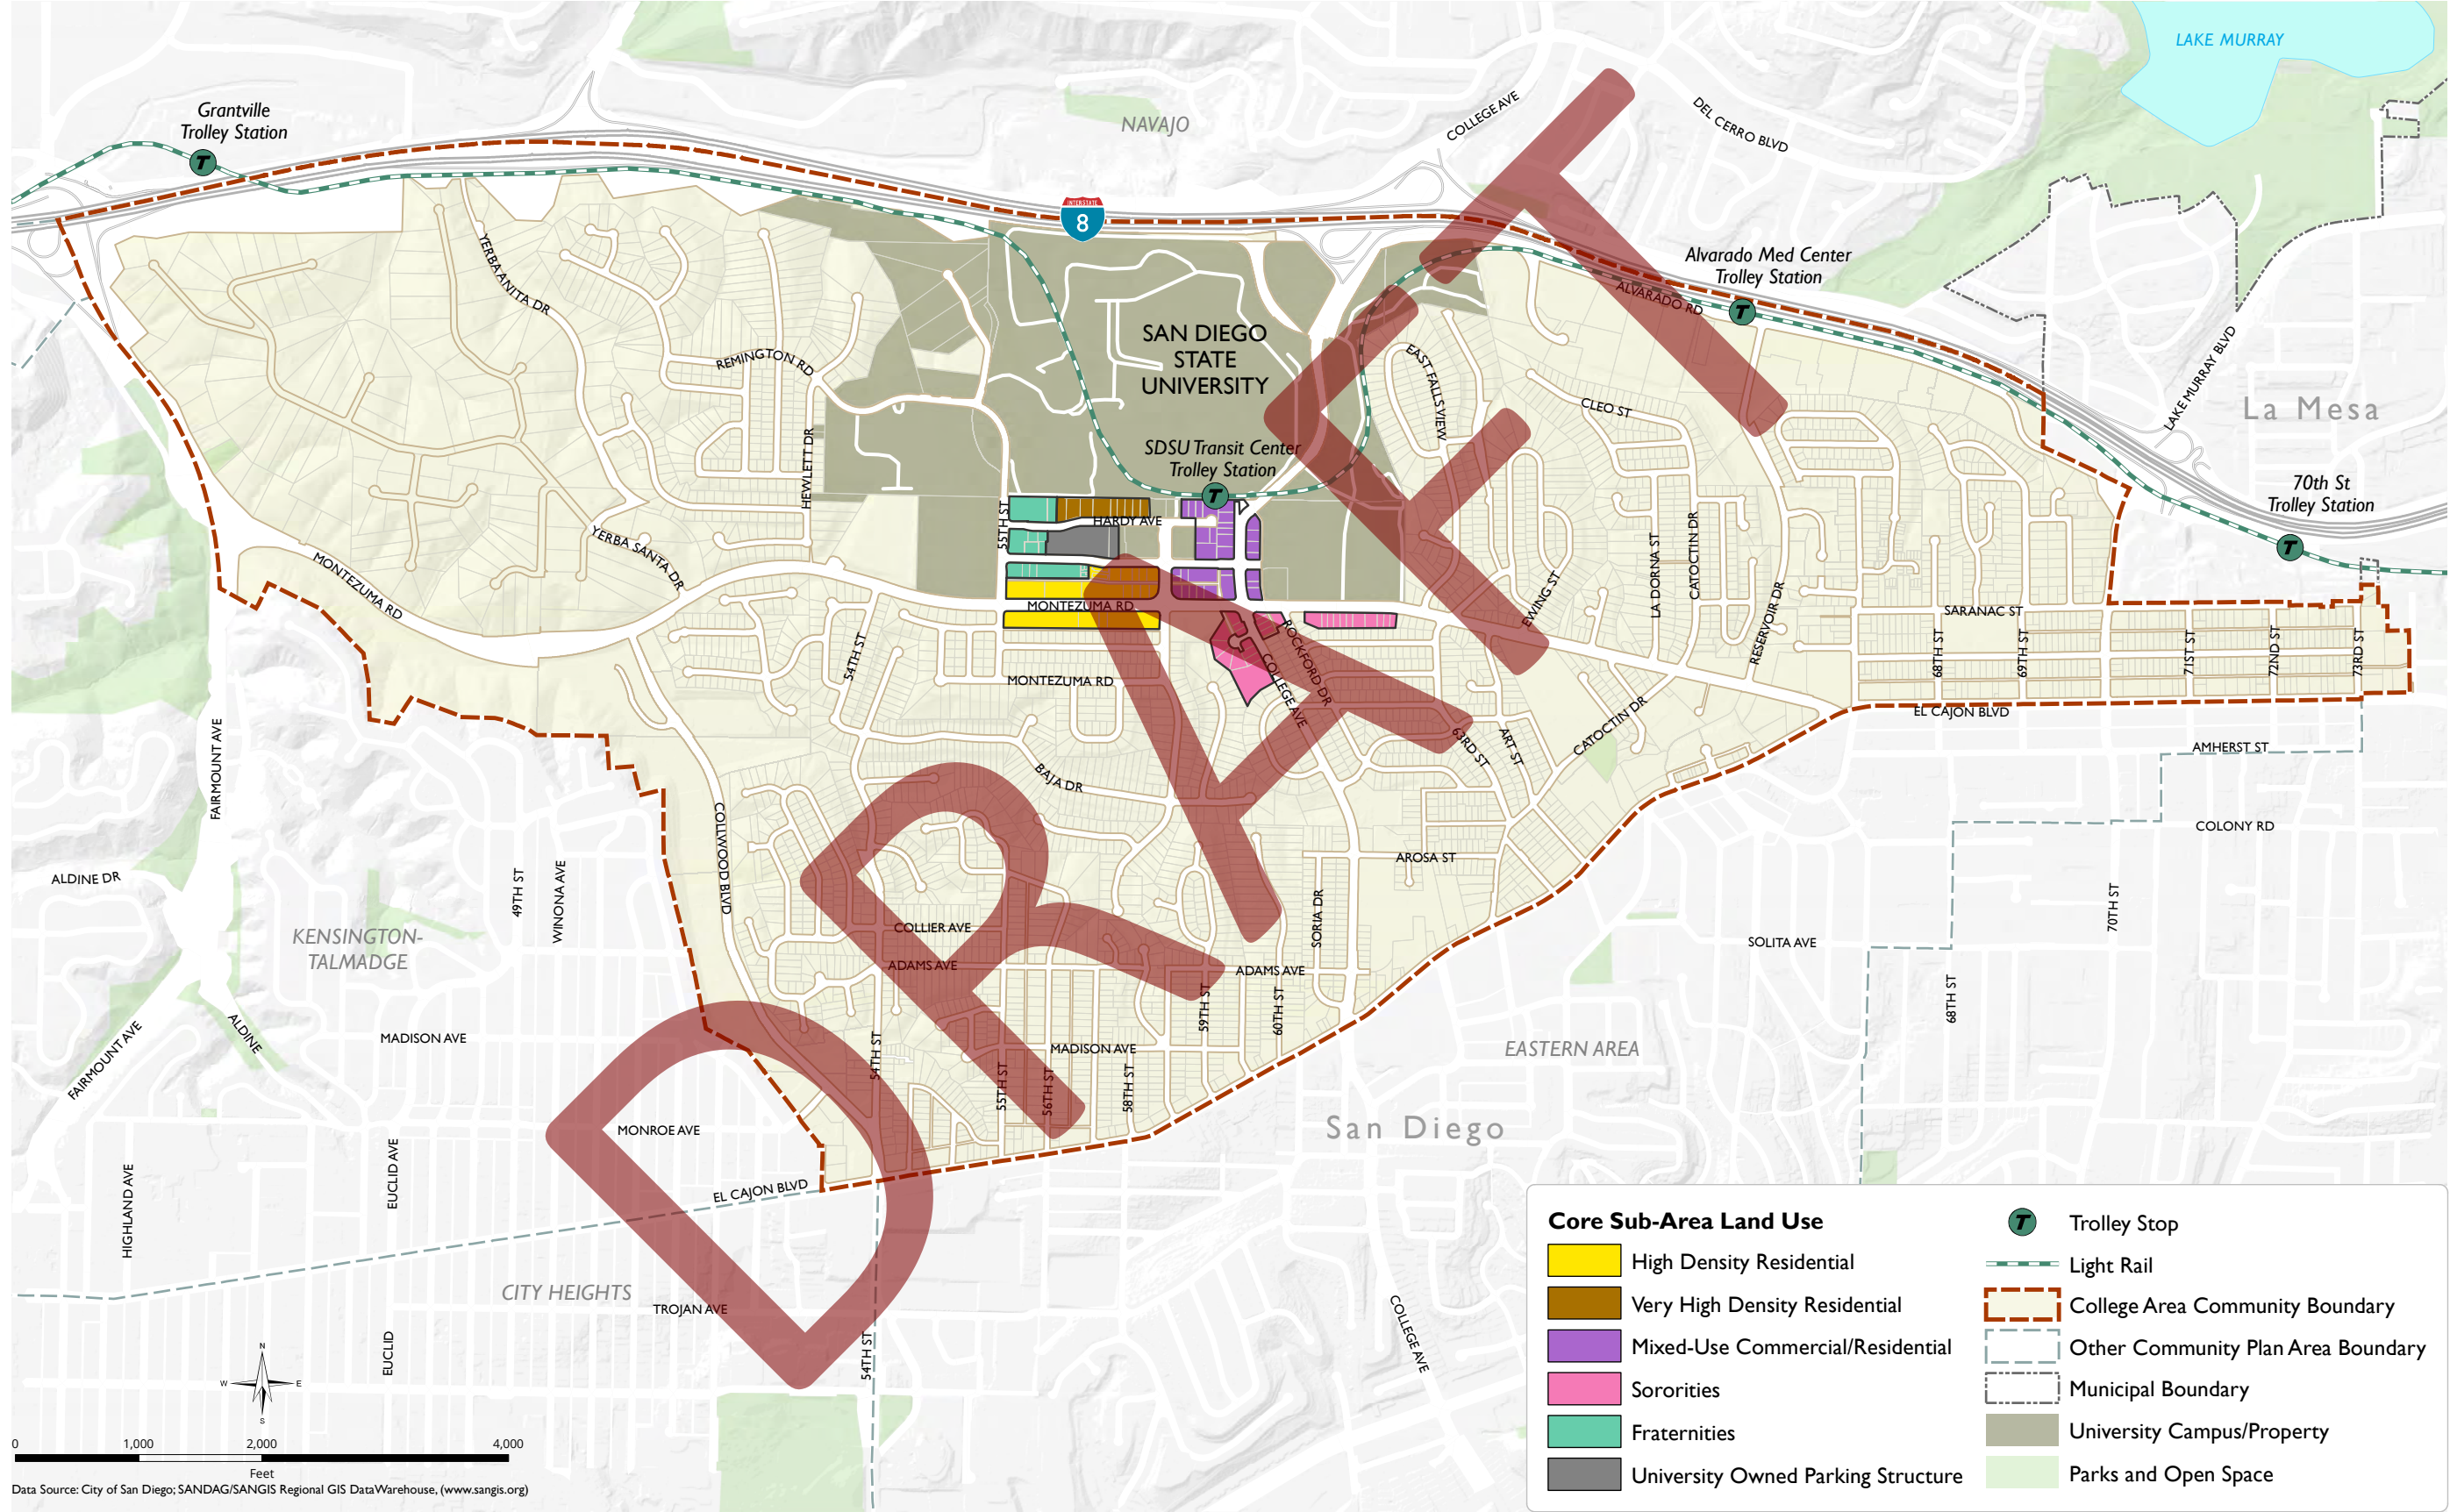 LAKE MURRAY
Grantville
Trolley Station
NAVAJO
COLLEGE AVE
DEL CERRO BLVD
INTERSTATE
8
YERBA ANITA DR
Alvarado Med Center
Trolley Station
ALVARADO RD
SAN DIEGO
STATE
UNIVERSITY
REMINGTON RD
EAST FALLS VIEW
CLEO ST
LAKE MURRAY BLVD
La Mesa
HEWLETT DR
SDSU Transit Center
Trolley Station
70th St
Trolley Station
55TH ST
HARDY AVE
YERBA SANTA DR
MONTEZUMA RD
MONTEZUMA RD
EWING ST
LA DORNA ST
CATOCTIN DR
RESERVOIR DR
SARANAC ST
68TH ST
69TH ST
71ST ST
72ND ST
73RD ST
54TH ST
MONTEZUMA RD
ROCKFORD DR
COLLEGE AVE
63RD ST
ART ST
CATOCTIN DR
EL CAJON BLVD
AMHERST ST
FAIRMOUNT AVE
BAJA DR
COLLWOOD BLVD
COLONY RD
ALDINE DR
49TH ST
WINONA AVE
AROSA ST
70TH ST
KENSINGTON-
TALMADGE
COLLIER AVE
SORIA DR
SOLITA AVE
ADAMS AVE
ADAMS AVE
59TH ST
60TH ST
68TH ST
FAIRMOUNT AVE
ALDINE
MADISON AVE
54TH ST
MADISON AVE
EASTERN AREA
55TH ST
56TH ST
58TH ST
MONROE AVE
San Diego
HIGHLAND AVE
EUCLID AVE
EL CAJON BLVD
CITY HEIGHTS
TROJAN AVE
EUCLID
54TH ST
COLLEGE AVE
DRAFT
N
W
E
S
0 1,000 2,000 4,000
Feet
Data Source: City of San Diego; SANDAG/SANGIS Regional GIS DataWarehouse, (www.sangis.org)
Core Sub-Area Land Use
High Density Residential
Very High Density Residential
Mixed-Use Commercial/Residential
Sororities
Fraternities
University Owned Parking Structure
T
Trolley Stop
Light Rail
College Area Community Boundary
Other Community Plan Area Boundary
Municipal Boundary
University Campus/Property
Parks and Open Space